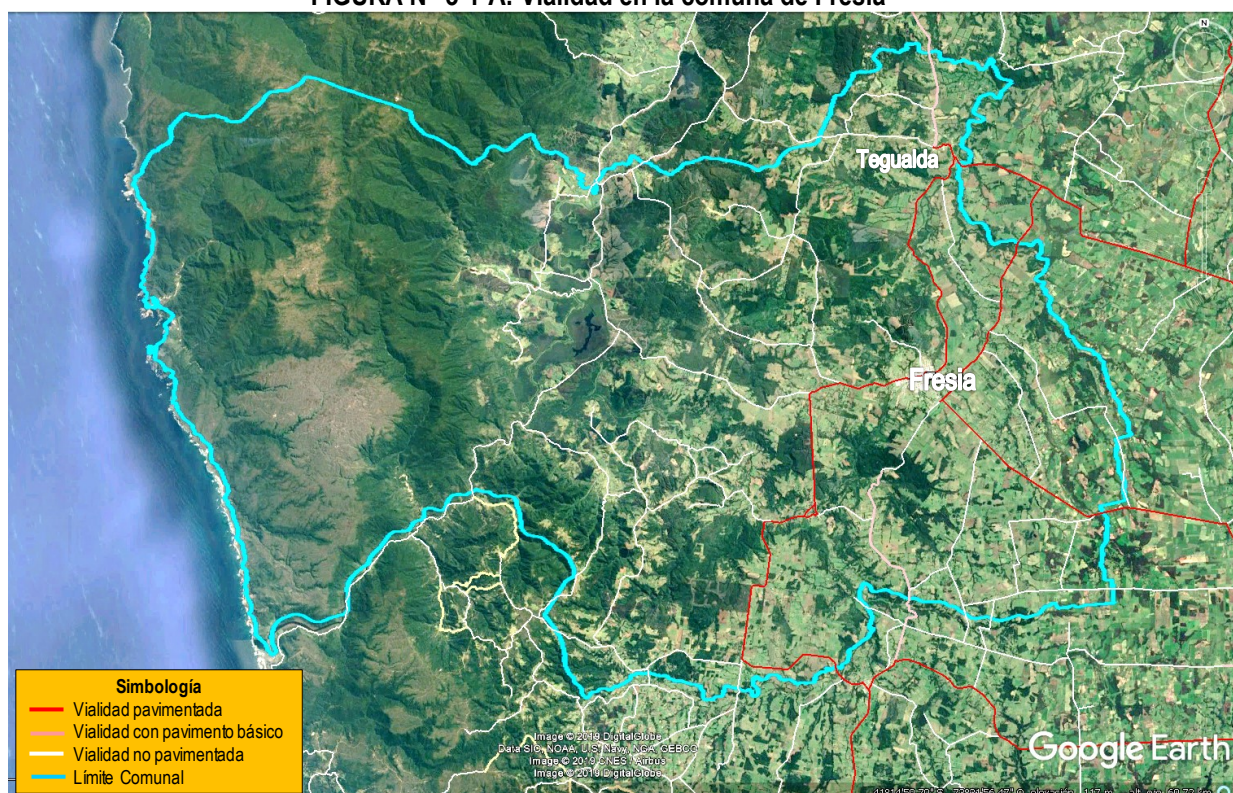 Vialidad en la comuna de Fresia
N
Tegualda
Fresia
Simbología
Vialidad pavimentada
Vialidad con pavimento básico
Vialidad no pavimentada
Límite Comunal
Image © 2019 DigitalGlobe
Data SIO, NOAA, U.S. Navy, NGA, GEBCO
Image © 2019 CNES / Airbus
Image © 2019 DigitalGlobe
Google Earth